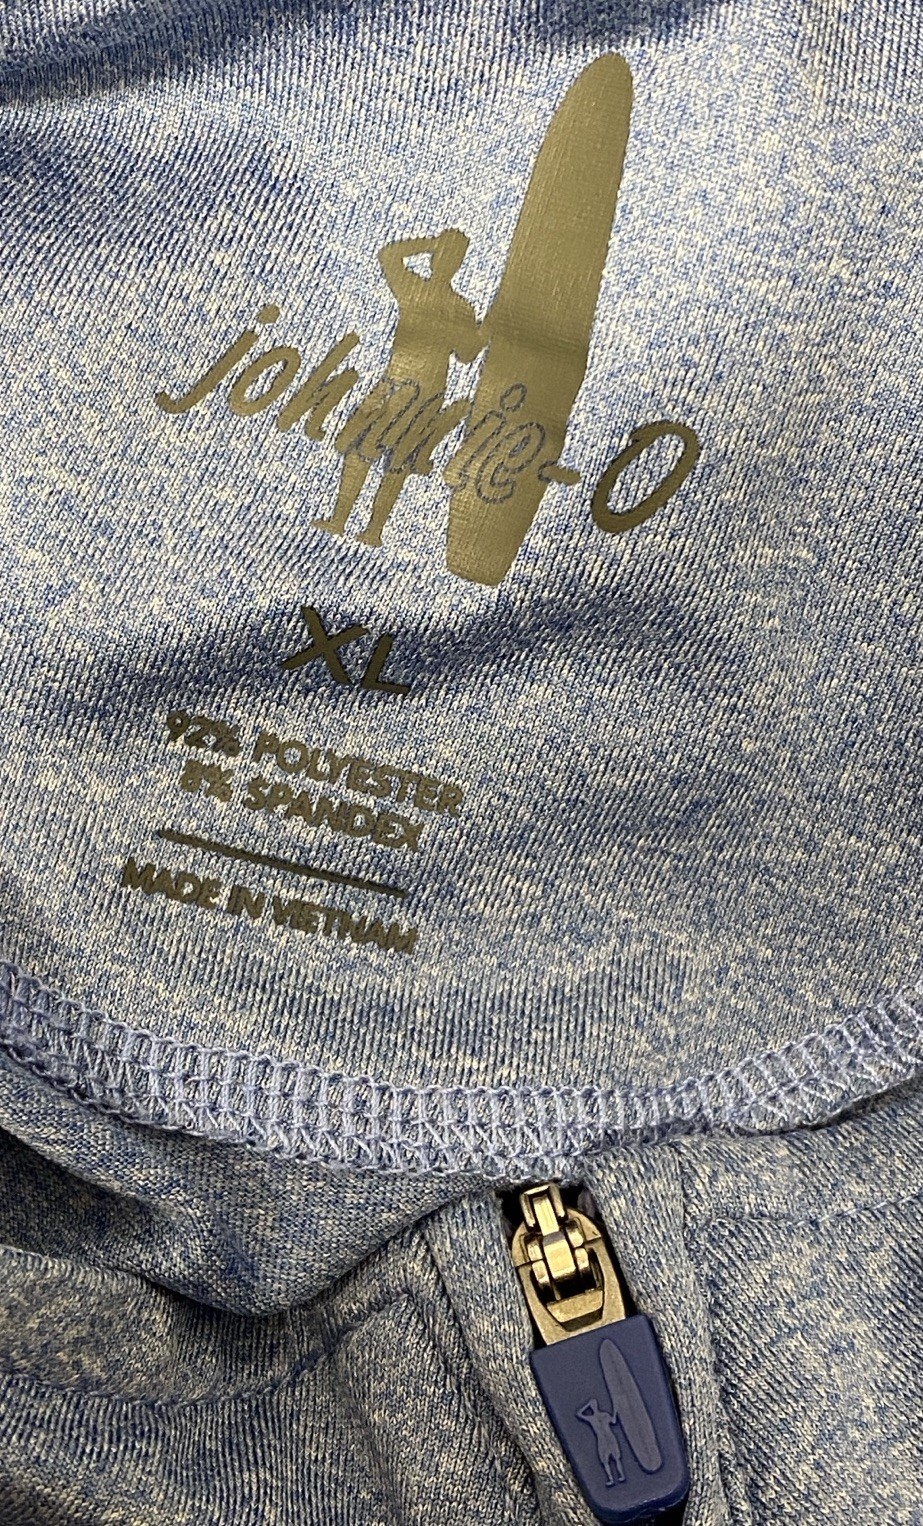 johnnie-O
XL
92% POLYESTER
8% SPANDEX
MADE IN VIETNAM